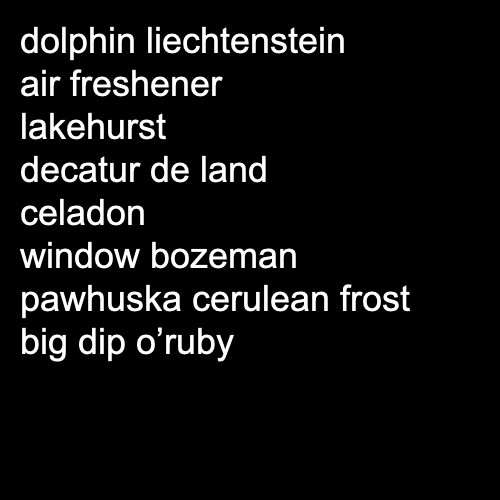 dolphin liechtenstein
air freshener
lakehurst
decatur de land
celadon
window bozeman
pawhuska cerulean frost
big dip o’ruby